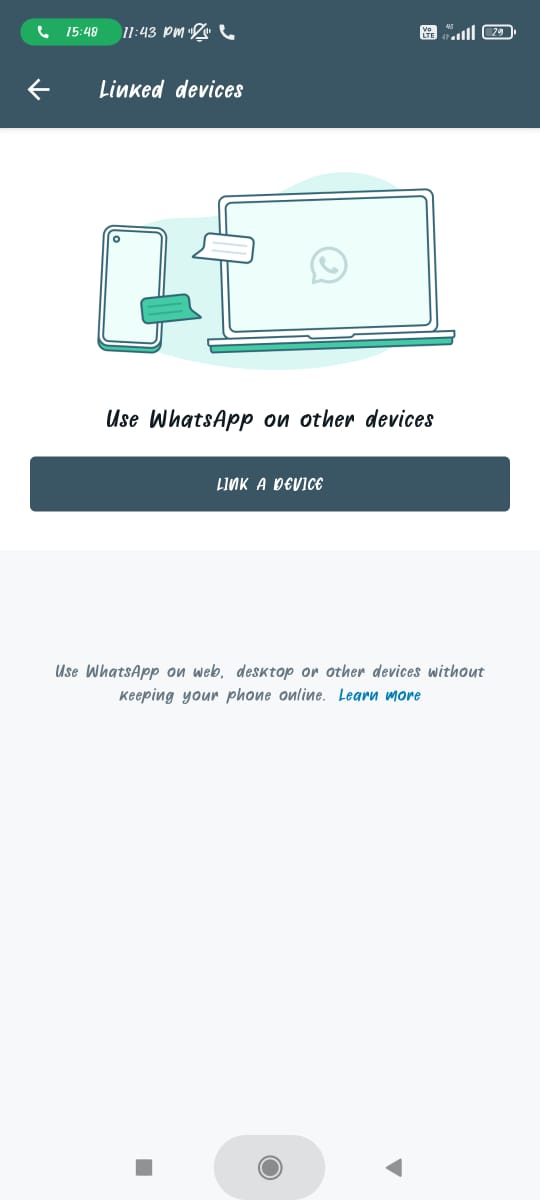 15:48 11:43 PM Vo LTE 4G 29
Linked devices
Use WhatsApp on other devices
LINK A DEVICE
Use WhatsApp on web, desktop or other devices without
keeping your phone online. Learn more